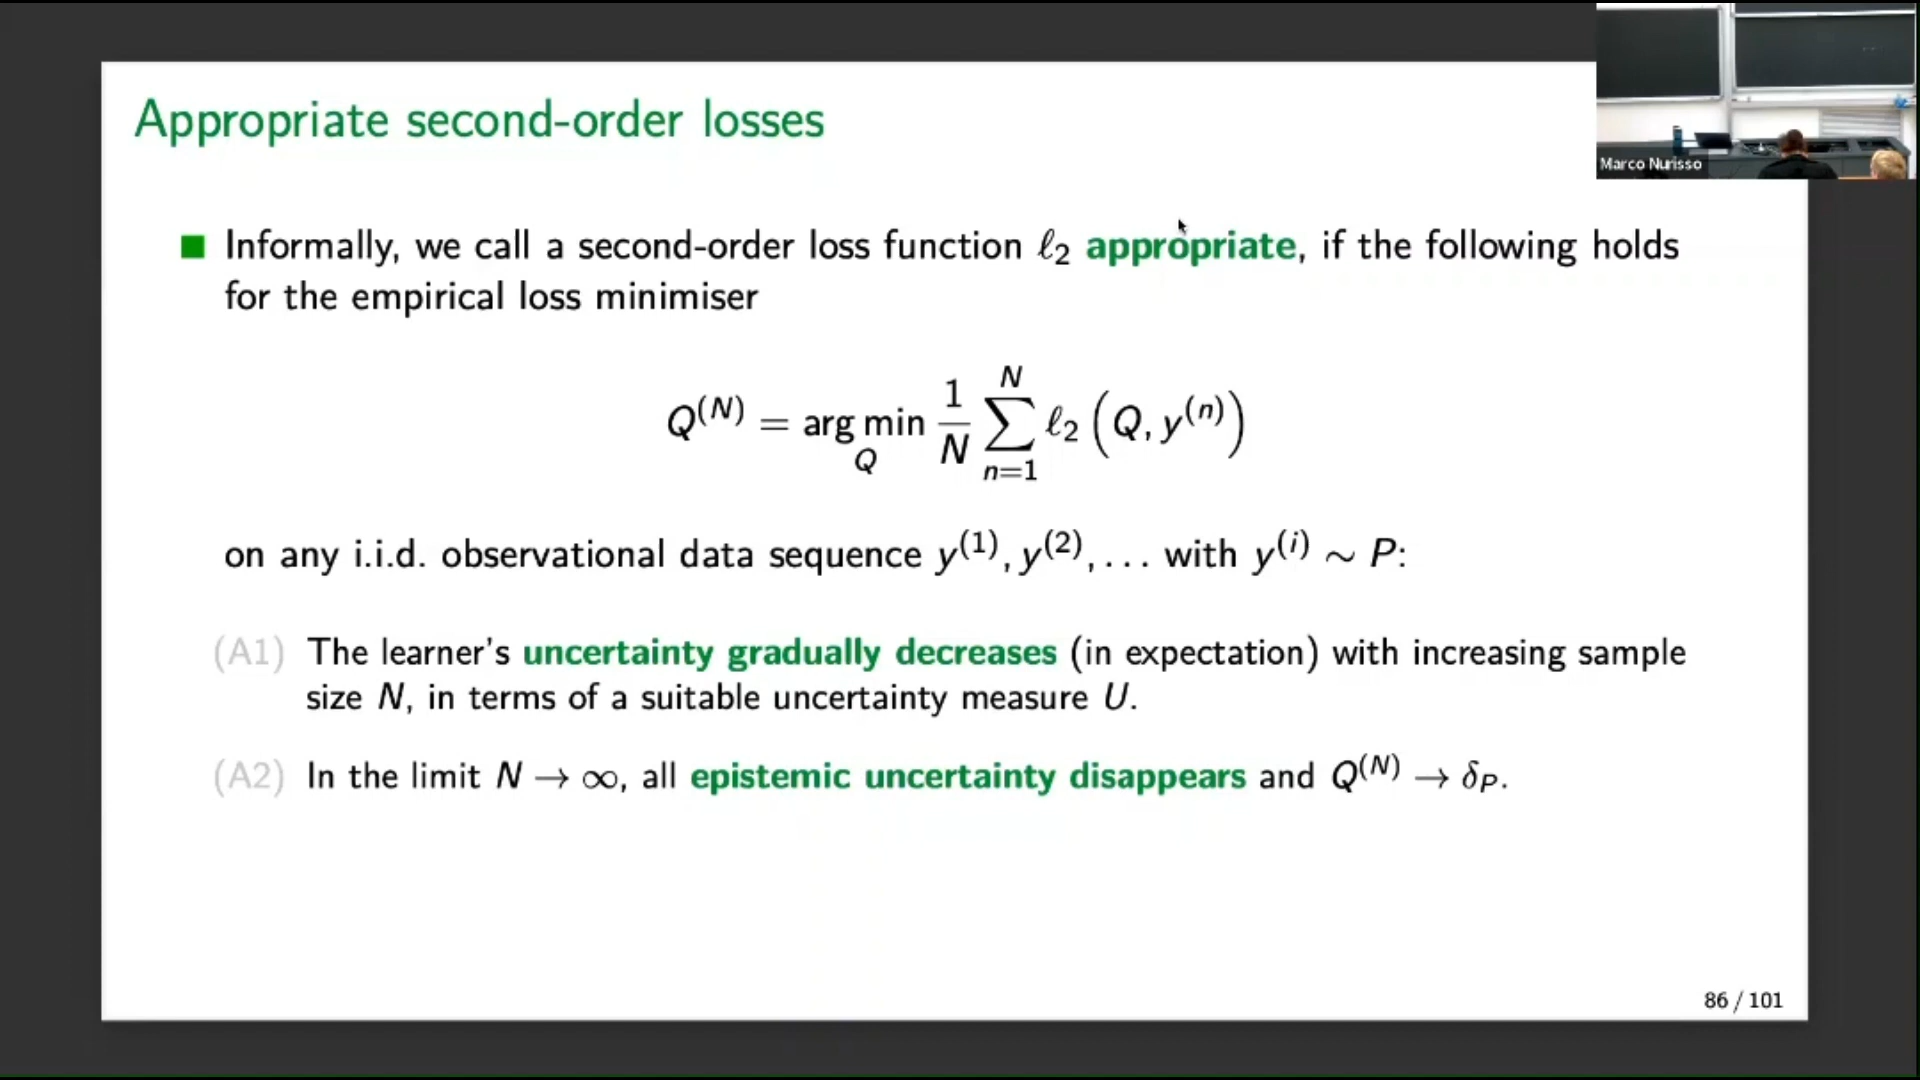 Appropriate second-order losses
Marco Nurisso
■ Informally, we call a second-order loss function ℓ₂ appropriate, if the following holds
for the empirical loss minimiser
Q^(N) = arg min_Q 1/N ∑_{n=1}^{N} ℓ₂ (Q, y^(n))
on any i.i.d. observational data sequence y^(1), y^(2), . . . with y^(i) ∼ P:
(A1) The learner's uncertainty gradually decreases (in expectation) with increasing sample
size N, in terms of a suitable uncertainty measure U.
(A2) In the limit N → ∞, all epistemic uncertainty disappears and Q^(N) → δ_P.
86 / 101